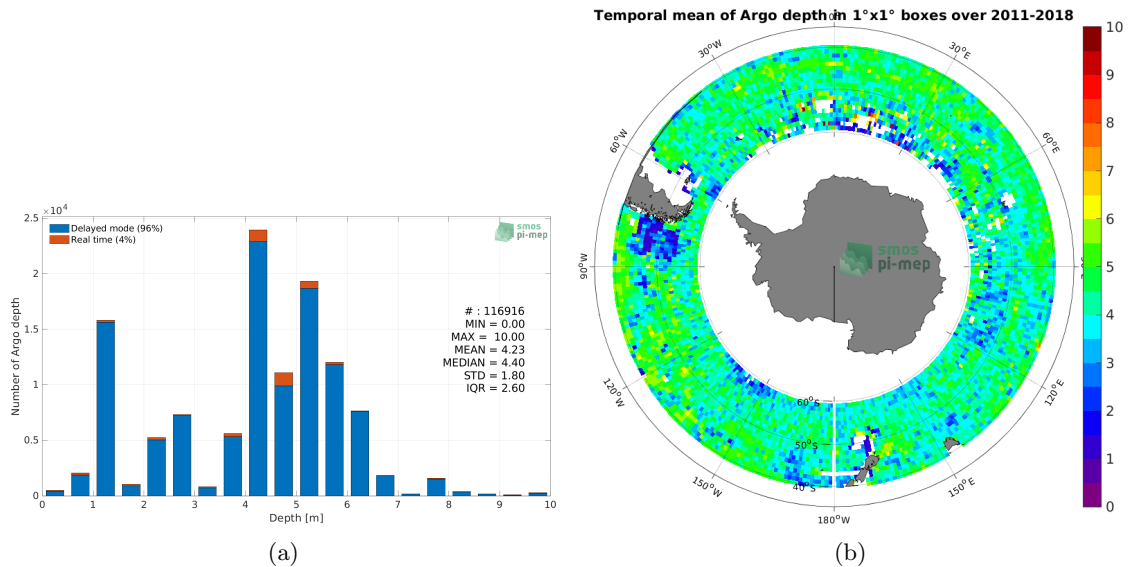 Temporal mean of Argo depth in 1°x1° boxes over 2011-2018
×10⁴
2.5
2
1.5
1
0.5
0
Number of Argo depth
Delayed mode (96%)
Real time (4%)
smos
pi-mep
# : 116916
MIN = 0.00
MAX = 10.00
MEAN = 4.23
MEDIAN = 4.40
STD = 1.80
IQR = 2.60
0 1 2 3 4 5 6 7 8 9 10
Depth [m]
(a)
30°W
30°E
60°W
60°E
90°W
120°W
120°E
150°W
150°E
180°W
60°S
50°S
40°S
smos
pi-mep
10
9
8
7
6
5
4
3
2
1
0
(b)